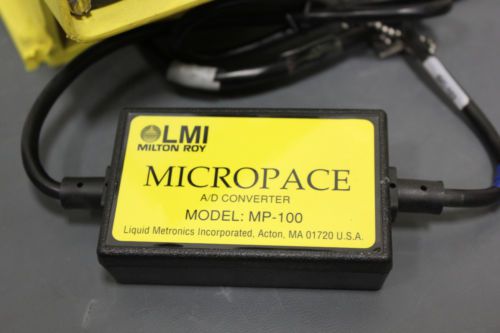 LMI
MILTON ROY
MICROPACE
A/D CONVERTER
MODEL: MP-100
Liquid Metronics Incorporated, Acton, MA 01720 U.S.A.